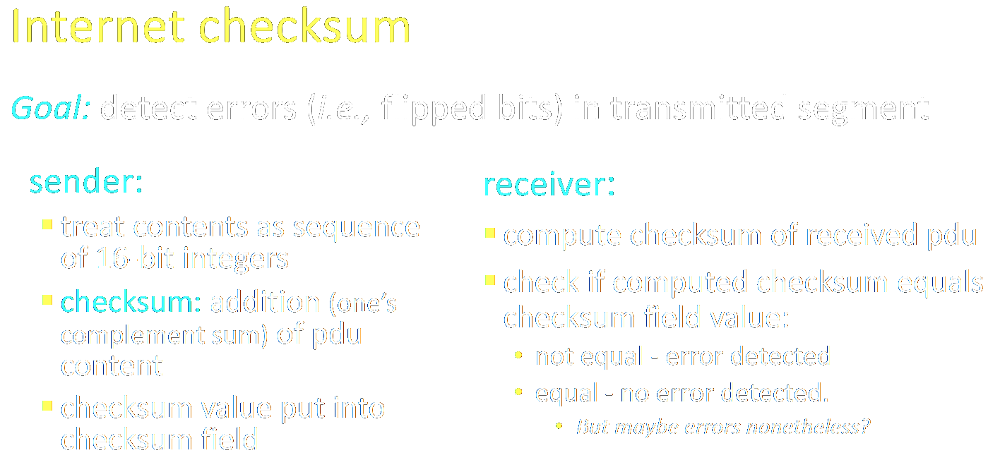 Internet checksum
Goal: detect errors (i.e., flipped bits) in transmitted segment
sender:
▪ treat contents as sequence
of 16-bit integers
▪ checksum: addition (one's
complement sum) of pdu
content
▪ checksum value put into
checksum field
receiver:
▪ compute checksum of received pdu
▪ check if computed checksum equals
checksum field value:
• not equal - error detected
• equal - no error detected.
• But maybe errors nonetheless?